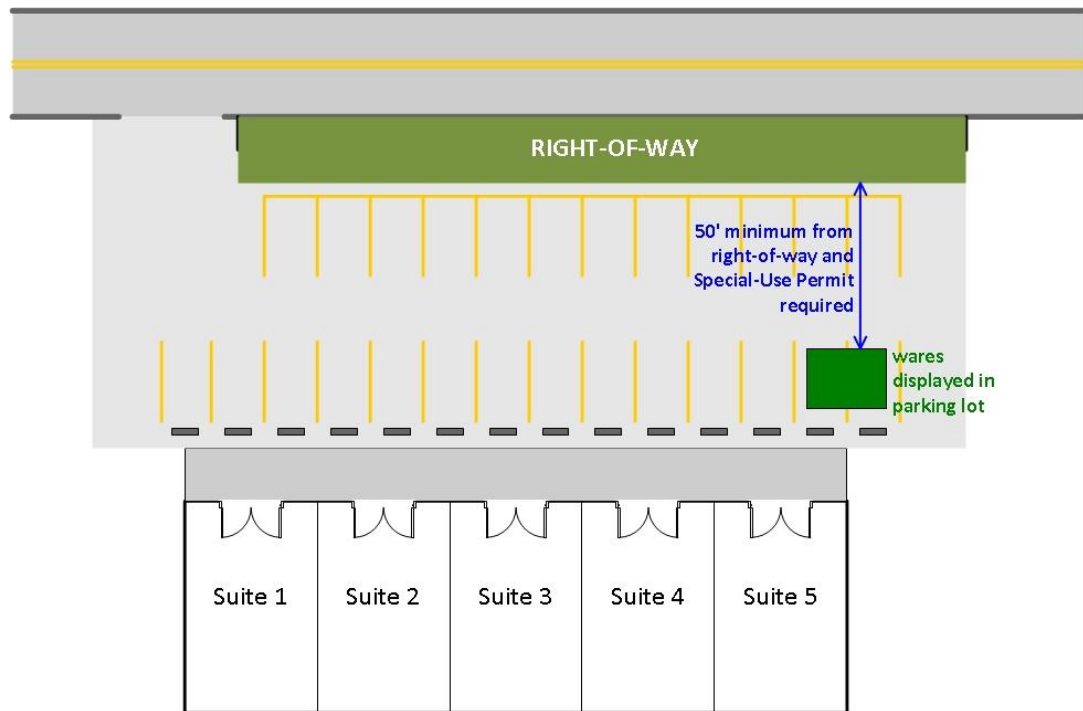 RIGHT-OF-WAY
50' minimum from
right-of-way and
Special-Use Permit
required
wares
displayed in
parking lot
Suite 1
Suite 2
Suite 3
Suite 4
Suite 5